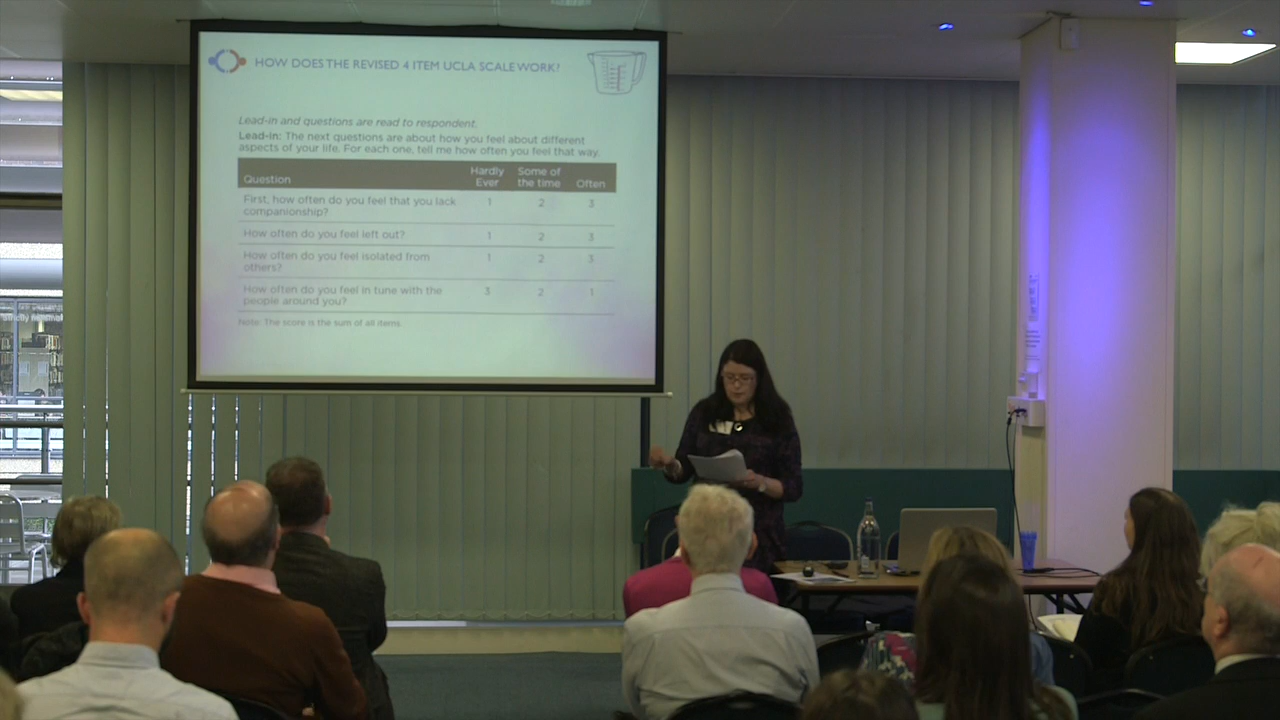 HOW DOES THE REVISED 4 ITEM UCLA SCALE WORK?
Lead-in and questions are read to respondent.
Lead-in: The next questions are about how you feel about different
aspects of your life. For each one, tell me how often you feel that way.
Question Hardly Ever Some of the time Often
First, how often do you feel that you lack
companionship? 1 2 3
How often do you feel left out? 1 2 3
How often do you feel isolated from
others? 1 2 3
How often do you feel in tune with the
people around you? 3 2 1
Note: The score is the sum of all items.